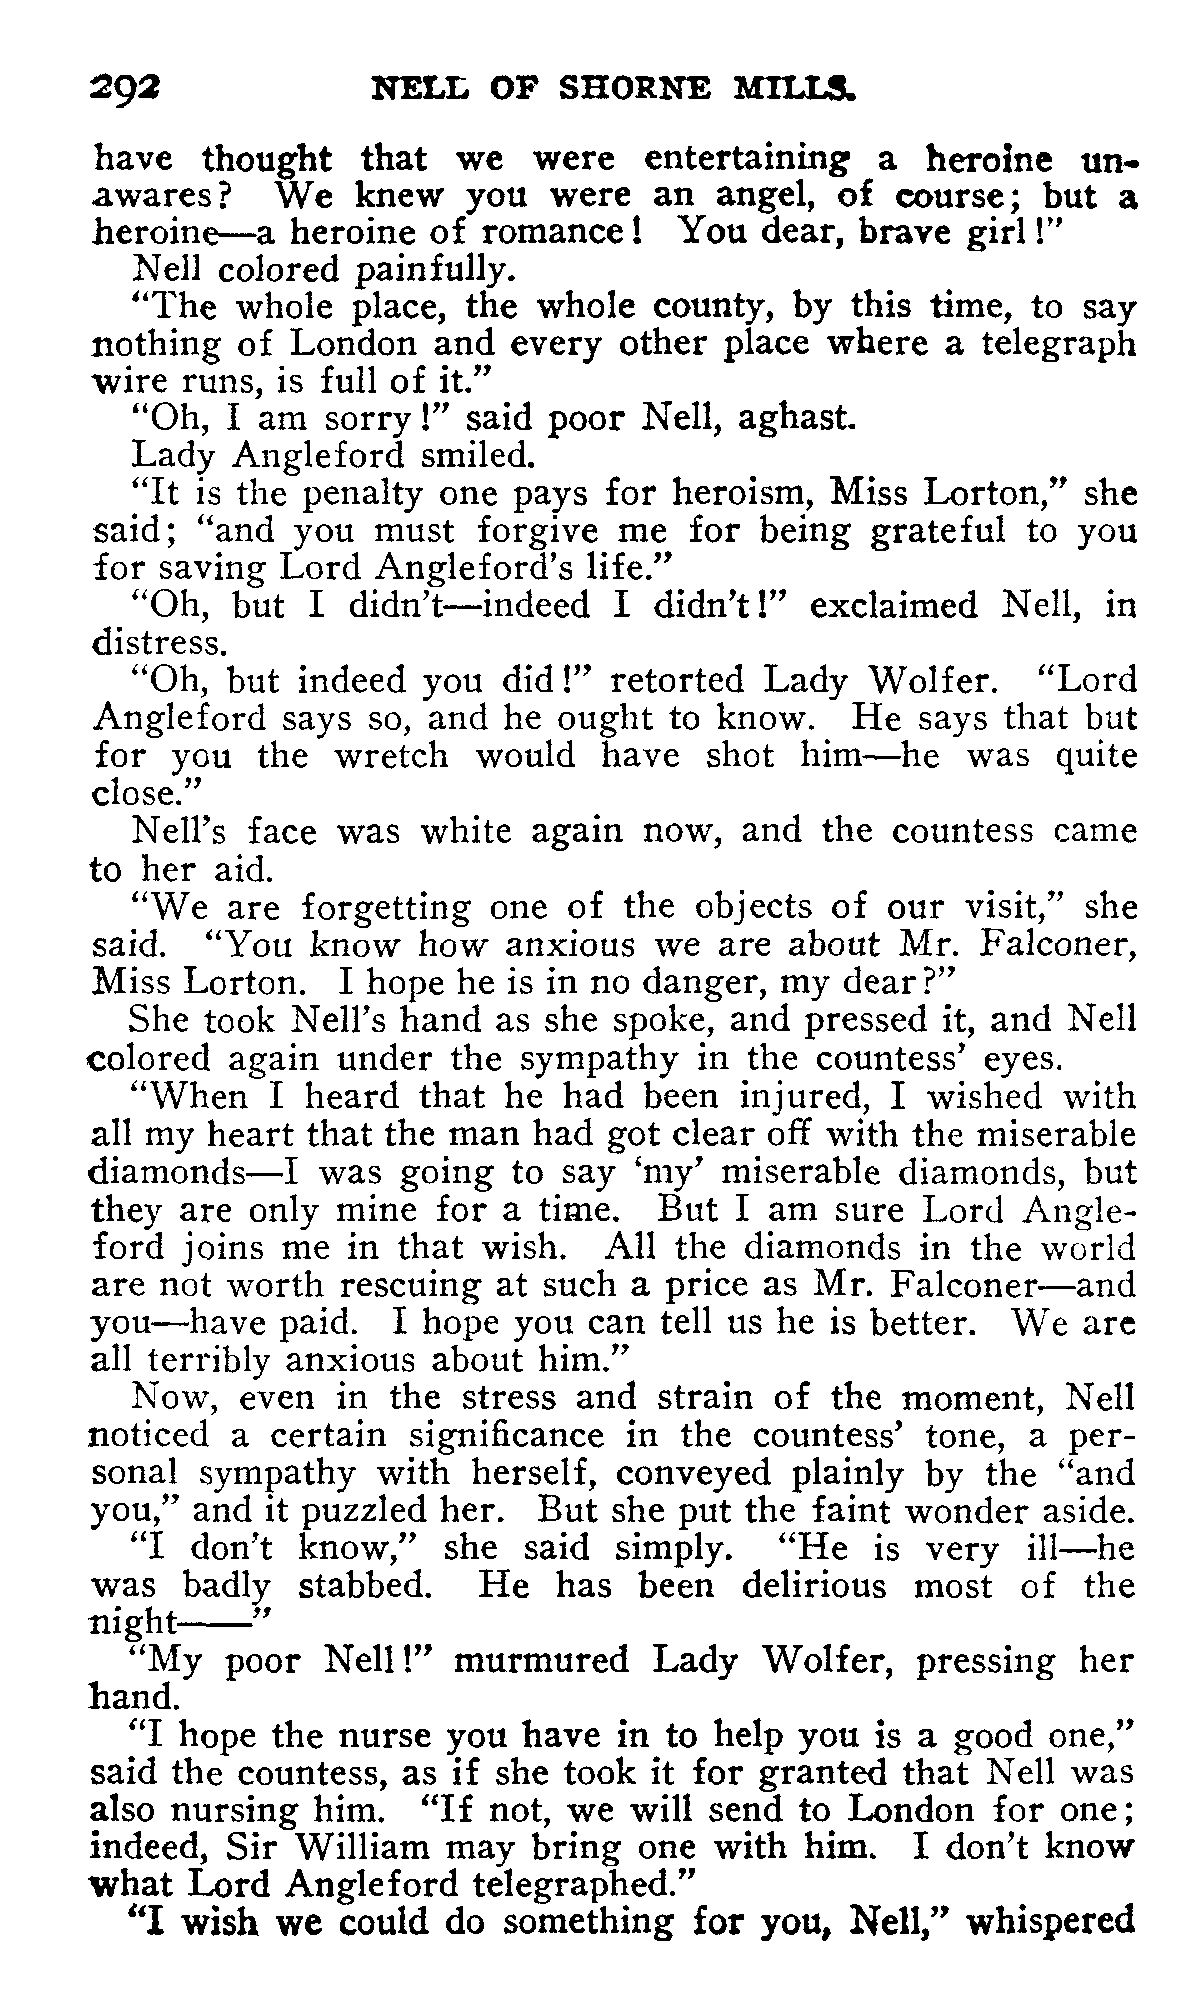 292 NELL OF SHORNE MILLS.
have thought that we were entertaining a heroine un-
awares? We knew you were an angel, of course; but a
heroine—a heroine of romance! You dear, brave girl!"
Nell colored painfully.
"The whole place, the whole county, by this time, to say
nothing of London and every other place where a telegraph
wire runs, is full of it."
"Oh, I am sorry!" said poor Nell, aghast.
Lady Angleford smiled.
"It is the penalty one pays for heroism, Miss Lorton," she
said; "and you must forgive me for being grateful to you
for saving Lord Angleford's life."
"Oh, but I didn't—indeed I didn't!" exclaimed Nell, in
distress.
"Oh, but indeed you did!" retorted Lady Wolfer. "Lord
Angleford says so, and he ought to know. He says that but
for you the wretch would have shot him—he was quite
close."
Nell's face was white again now, and the countess came
to her aid.
"We are forgetting one of the objects of our visit," she
said. "You know how anxious we are about Mr. Falconer,
Miss Lorton. I hope he is in no danger, my dear?"
She took Nell's hand as she spoke, and pressed it, and Nell
colored again under the sympathy in the countess' eyes.
"When I heard that he had been injured, I wished with
all my heart that the man had got clear off with the miserable
diamonds—I was going to say 'my' miserable diamonds, but
they are only mine for a time. But I am sure Lord Angle-
ford joins me in that wish. All the diamonds in the world
are not worth rescuing at such a price as Mr. Falconer—and
you—have paid. I hope you can tell us he is better. We are
all terribly anxious about him."
Now, even in the stress and strain of the moment, Nell
noticed a certain significance in the countess' tone, a per-
sonal sympathy with herself, conveyed plainly by the "and
you," and it puzzled her. But she put the faint wonder aside.
"I don't know," she said simply. "He is very ill—he
was badly stabbed. He has been delirious most of the
night——"
"My poor Nell!" murmured Lady Wolfer, pressing her
hand.
"I hope the nurse you have in to help you is a good one,"
said the countess, as if she took it for granted that Nell was
also nursing him. "If not, we will send to London for one;
indeed, Sir William may bring one with him. I don't know
what Lord Angleford telegraphed."
"I wish we could do something for you, Nell," whispered